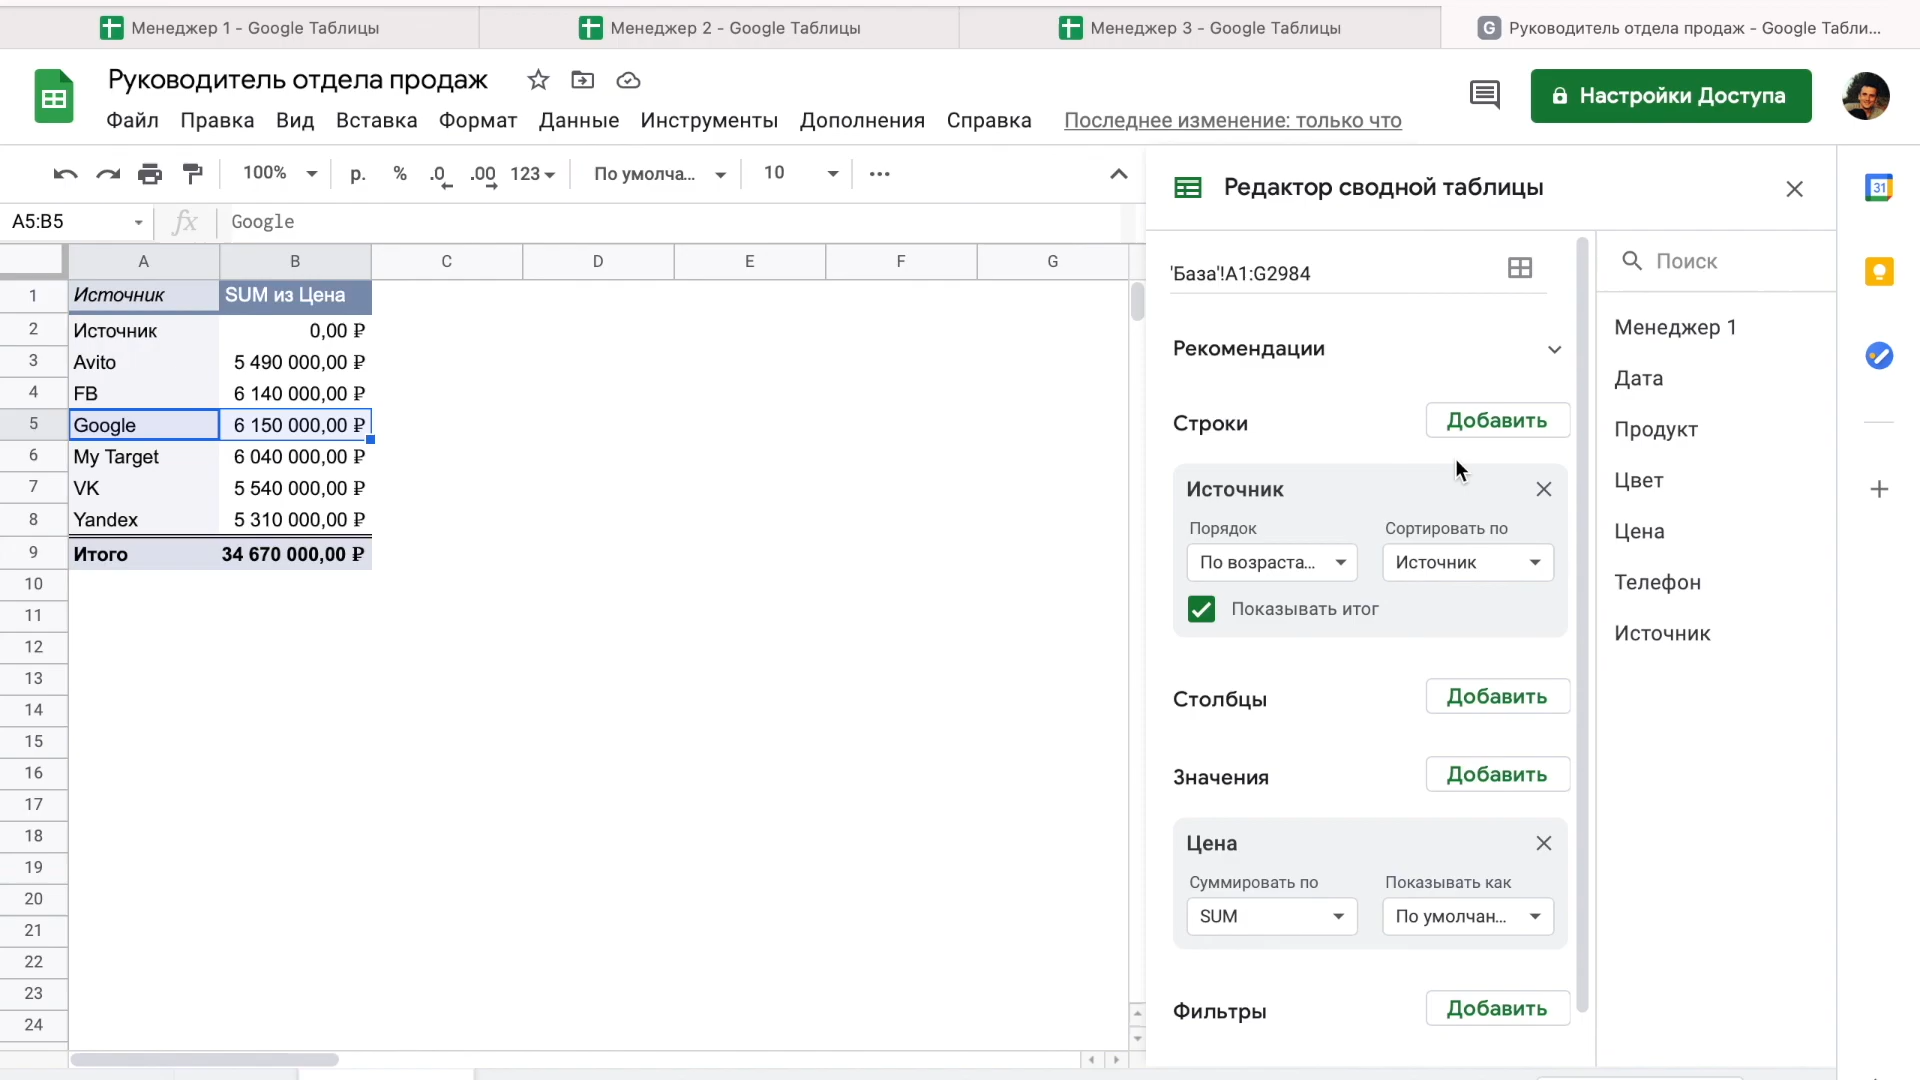 Менеджер 1 - Google Таблицы
Менеджер 2 - Google Таблицы
Менеджер 3 - Google Таблицы
G Руководитель отдела продаж - Google Табли...
Руководитель отдела продаж
Файл Правка Вид Вставка Формат Данные Инструменты Дополнения Справка Последнее изменение: только что
Настройки Доступа
100% р. % .0 .00 123 По умолча... 10
A5:B5 fx Google
A B C D E F G
1 Источник SUM из Цена
2 Источник 0,00 ₽
3 Avito 5 490 000,00 ₽
4 FB 6 140 000,00 ₽
5 Google 6 150 000,00 ₽
6 My Target 6 040 000,00 ₽
7 VK 5 540 000,00 ₽
8 Yandex 5 310 000,00 ₽
9 Итого 34 670 000,00 ₽
10
11
12
13
14
15
16
17
18
19
20
21
22
23
24
Редактор сводной таблицы
'База'!A1:G2984
Рекомендации
Строки Добавить
Источник
Порядок Сортировать по
По возраста... Источник
Показывать итог
Столбцы Добавить
Значения Добавить
Цена
Суммировать по Показывать как
SUM По умолчан...
Фильтры Добавить
Поиск
Менеджер 1
Дата
Продукт
Цвет
Цена
Телефон
Источник
31